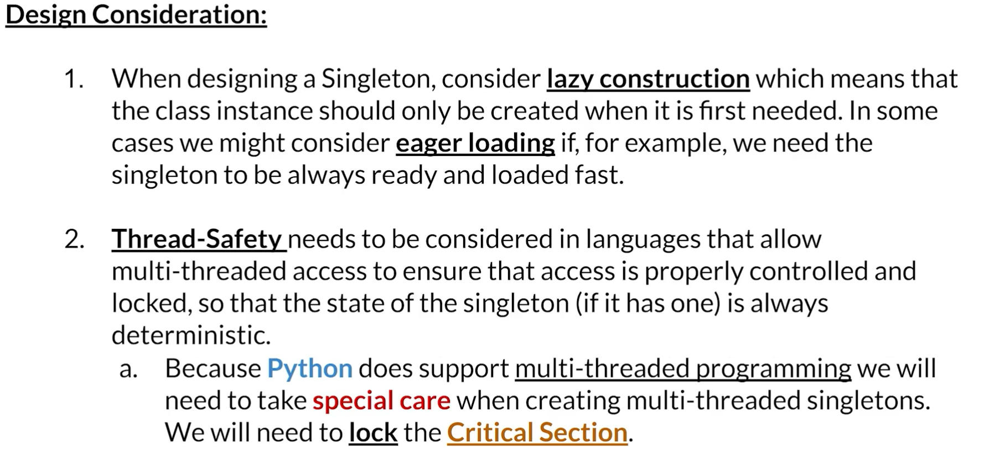 Design Consideration:
1. When designing a Singleton, consider lazy construction which means that
the class instance should only be created when it is first needed. In some
cases we might consider eager loading if, for example, we need the
singleton to be always ready and loaded fast.
2. Thread-Safety needs to be considered in languages that allow
multi-threaded access to ensure that access is properly controlled and
locked, so that the state of the singleton (if it has one) is always
deterministic.
a. Because Python does support multi-threaded programming we will
need to take special care when creating multi-threaded singletons.
We will need to lock the Critical Section.